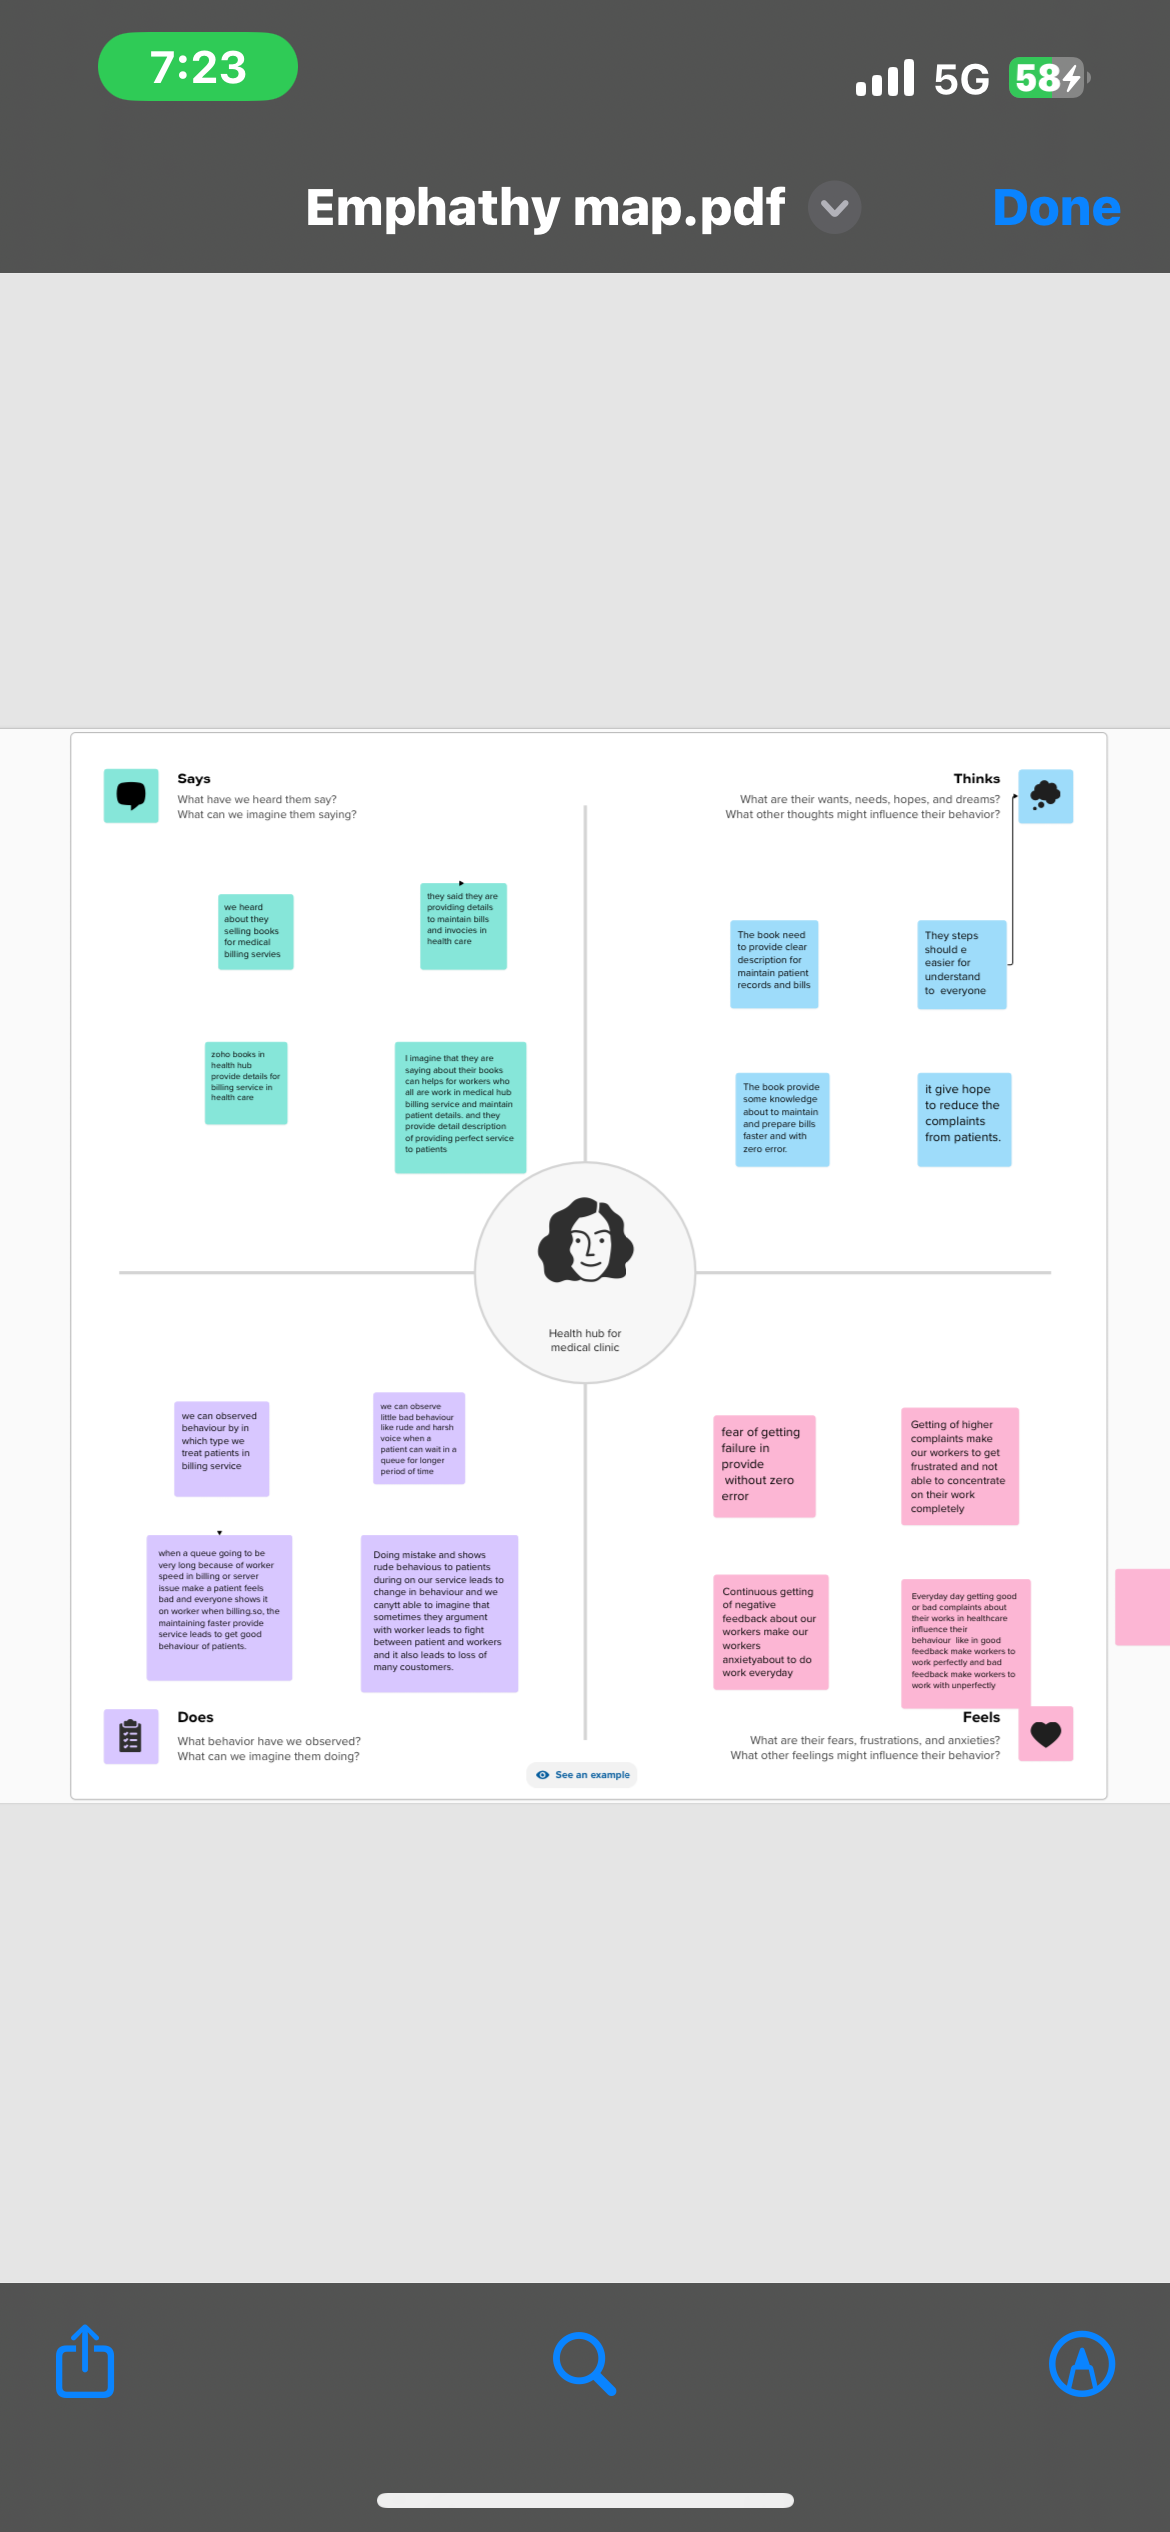 7:23
5G
58
Emphathy map.pdf
Done
Says
What have we heard them say?
What can we imagine them saying?
Thinks
What are their wants, needs, hopes, and dreams?
What other thoughts might influence their behavior?
we heard
about they
selling books
for medical
billing servies
they said they are
providing details
to maintain bills
and invocies in
health care
The book need
to provide clear
description for
maintain patient
records and bills
They steps
should e
easier for
understand
to everyone
zoho books in
health hub
provide details for
billing service in
health care
I imagine that they are
saying about their books
can helps for workers who
all are work in medical hub
billing service and maintain
patient details. and they
provide detail description
of providing perfect service
to patients
The book provide
some knowledge
about to maintain
and prepare bills
faster and with
zero error.
it give hope
to reduce the
complaints
from patients.
Health hub for
medical clinic
we can observed
behaviour by in
which type we
treat patients in
billing service
we can observe
little bad behaviour
like rude and harsh
voice when a
patient can wait in a
queue for longer
period of time
fear of getting
failure in
provide
without zero
error
Getting of higher
complaints make
our workers to get
frustrated and not
able to concentrate
on their work
completely
when a queue going to be
very long because of worker
speed in billing or server
issue make a patient feels
bad and everyone shows it
on worker when billing.so, the
maintaining faster provide
service leads to get good
behaviour of patients.
Doing mistake and shows
rude behavious to patients
during on our service leads to
change in behaviour and we
canytt able to imagine that
sometimes they argument
with worker leads to fight
between patient and workers
and it also leads to loss of
many coustomers.
Continuous getting
of negative
feedback about our
workers make our
workers
anxietyabout to do
work everyday
Everyday day getting good
or bad complaints about
their works in healthcare
influence their
behaviour like in good
feedback make workers to
work perfectly and bad
feedback make workers to
work with unperfectly
Does
What behavior have we observed?
What can we imagine them doing?
Feels
What are their fears, frustrations, and anxieties?
What other feelings might influence their behavior?
See an example